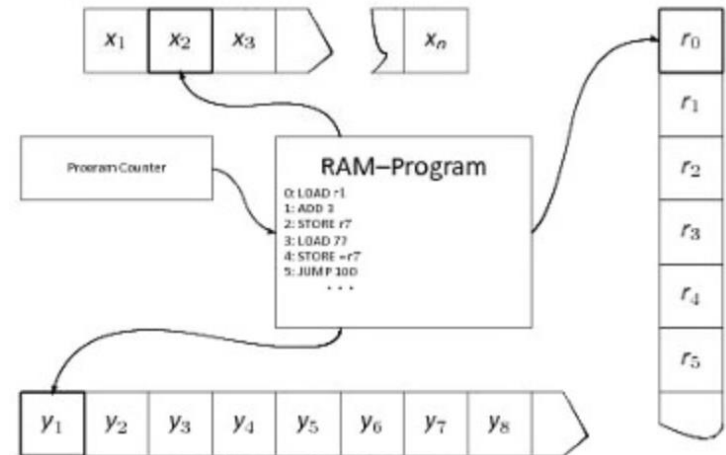 x₁ x₂ x₃ xₙ
r₀
r₁
Program Counter
RAM–Program
r₂
0: LOAD r1
1: ADD 3
2: STORE r7
3: LOAD 77
4: STORE =r7
5: JUMP 100
. . .
r₃
r₄
r₅
y₁ y₂ y₃ y₄ y₅ y₆ y₇ y₈